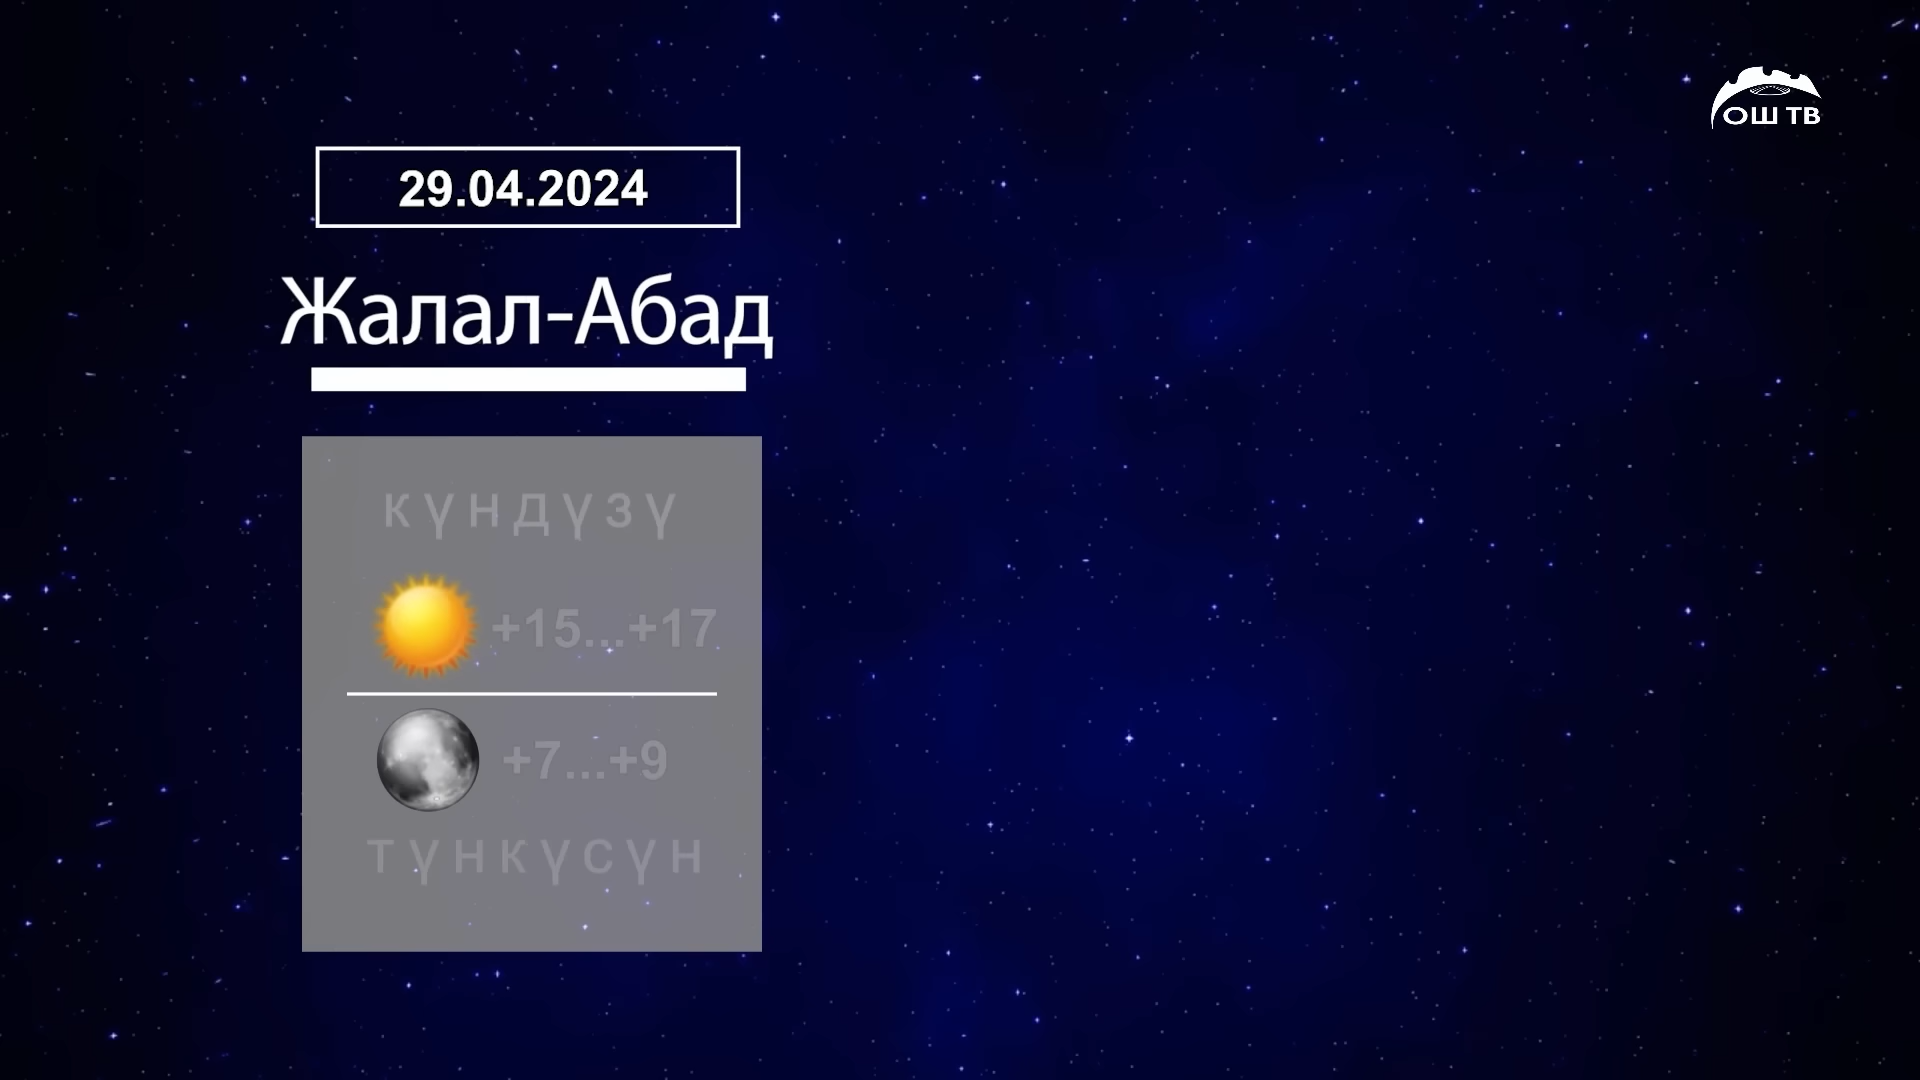 ОШ ТВ
29.04.2024
Жалал-Абад
КҮНДҮЗҮ
+15...+17
+7...+9
ТҮНКҮСҮН